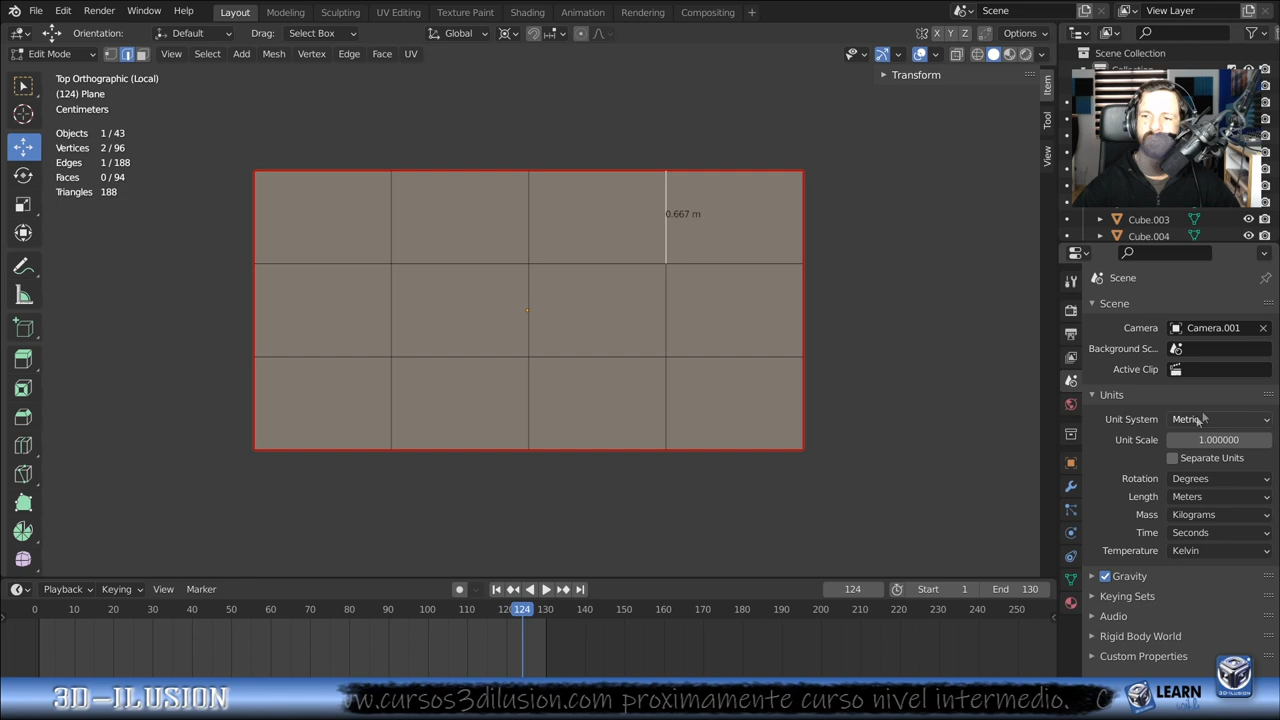 File Edit Render Window Help Layout Modeling Sculpting UV Editing Texture Paint Shading Animation Rendering Compositing + Scene View Layer
Orientation: Default Drag: Select Box Global X Y Z Options
Edit Mode View Select Add Mesh Vertex Edge Face UV
Scene Collection
Top Orthographic (Local)
(124) Plane
Centimeters
Objects 1 / 43
Vertices 2 / 96
Edges 1 / 188
Faces 0 / 94
Triangles 188
Transform
Item
Tool
View
0.667 m
Cube.003
Cube.004
Scene
Scene
Camera Camera.001
Background Sc...
Active Clip
Units
Unit System Metric
Unit Scale 1.000000
Separate Units
Rotation Degrees
Length Meters
Mass Kilograms
Time Seconds
Temperature Kelvin
Gravity
Keying Sets
Audio
Rigid Body World
Custom Properties
Playback Keying View Marker 124 Start 1 End 130
0 10 20 30 40 50 60 70 80 90 100 110 124 130 140 150 160 170 180 190 200 210 220 230 240 250
3D-ILUSION
w.cursos3dilusion.com proximamente curso nivel intermedio. C
LEARN
3D-ILUSION